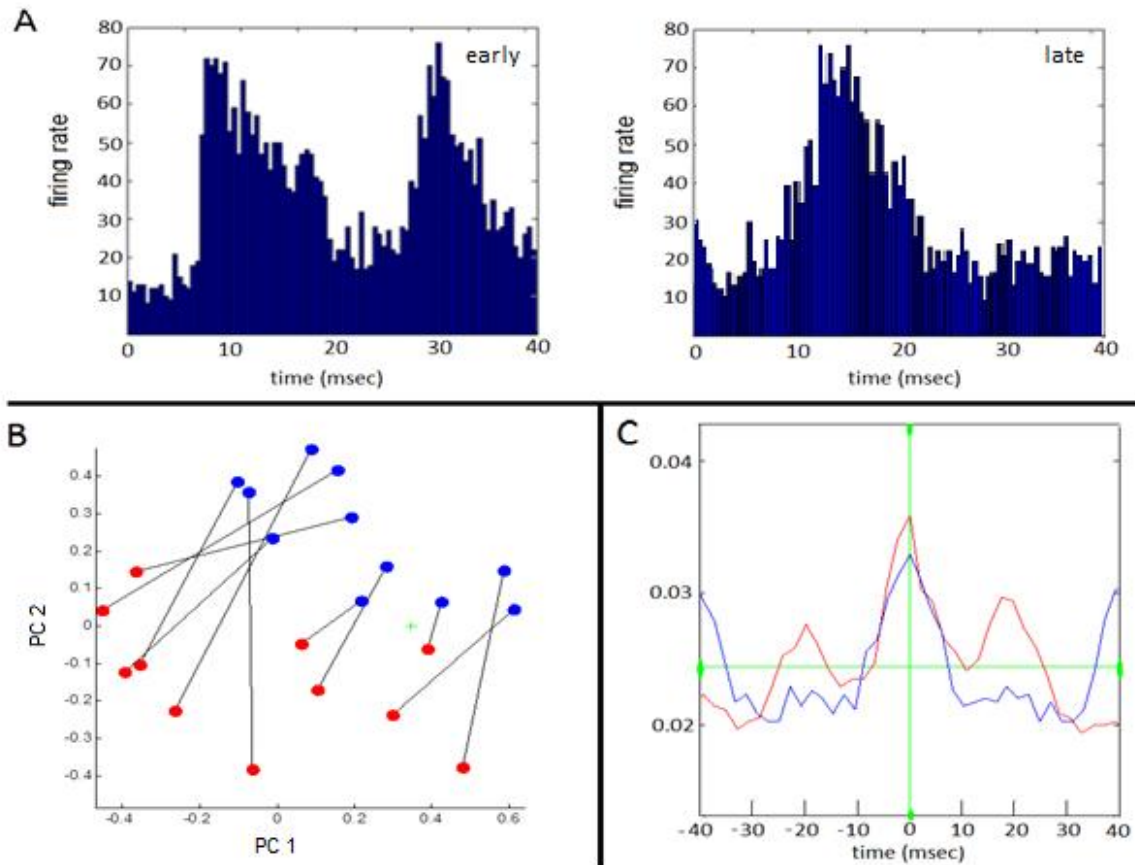 A
80
70
60
50
40
30
20
10
firing rate
early
0 10 20 30 40
time (msec)
80
70
60
50
40
30
20
10
firing rate
late
0 10 20 30 40
time (msec)
B
0.4
0.3
0.2
0.1
0
-0.1
-0.2
-0.3
-0.4
PC 2
-0.4 -0.2 0 0.2 0.4 0.6
PC 1
C
0.04
0.03
0.02
-40 -30 -20 -10 0 10 20 30 40
time (msec)